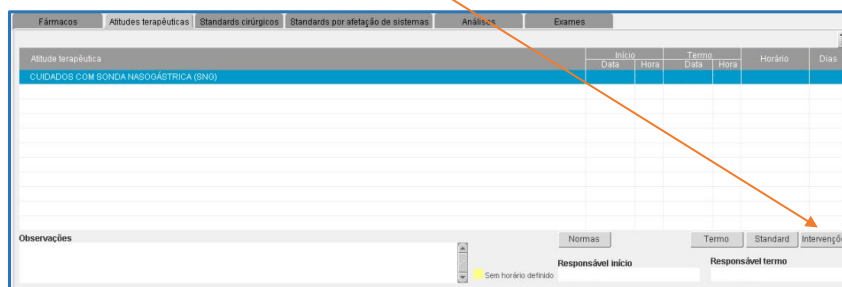 Fármacos Atitudes terapêuticas Standards cirúrgicos Standards por afetação de sistemas Análises Exames
Atitude terapêutica Início Termo Horário Dias
Data Hora Data Hora
CUIDADOS COM SONDA NASOGÁSTRICA (SNG)
Observações Normas Termo Standard Intervençõ
Sem horário definido Responsável início Responsável termo